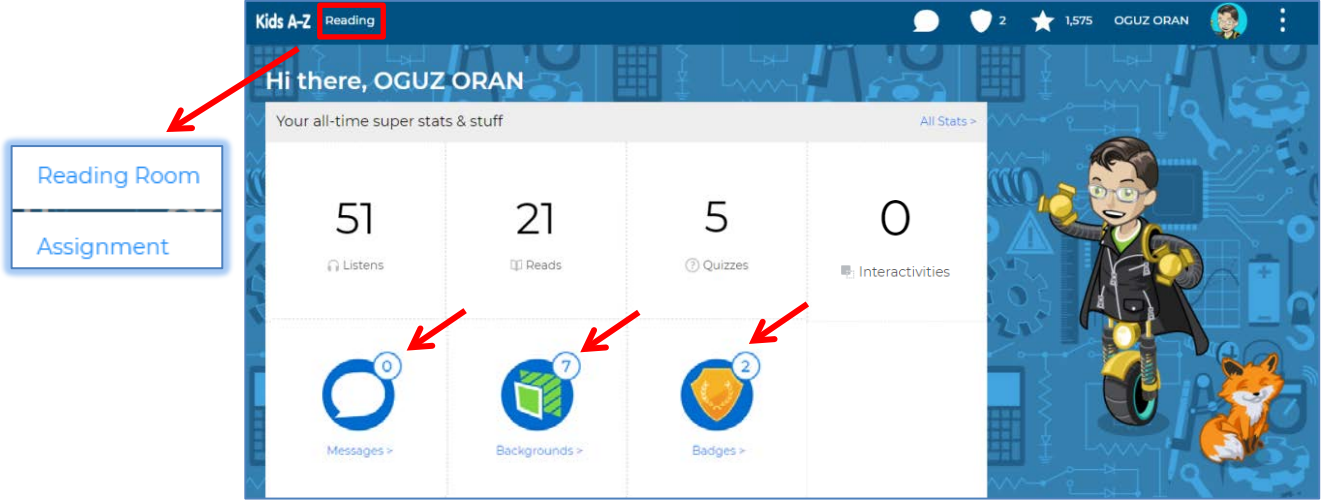 Kids A-Z Reading 2 1,575 OGUZ ORAN
Hi there, OGUZ ORAN
Your all-time super stats & stuff All Stats >
Reading Room
Assignment
51 21 5 0
Listens Reads Quizzes Interactivities
0 7 2
Messages > Backgrounds > Badges >